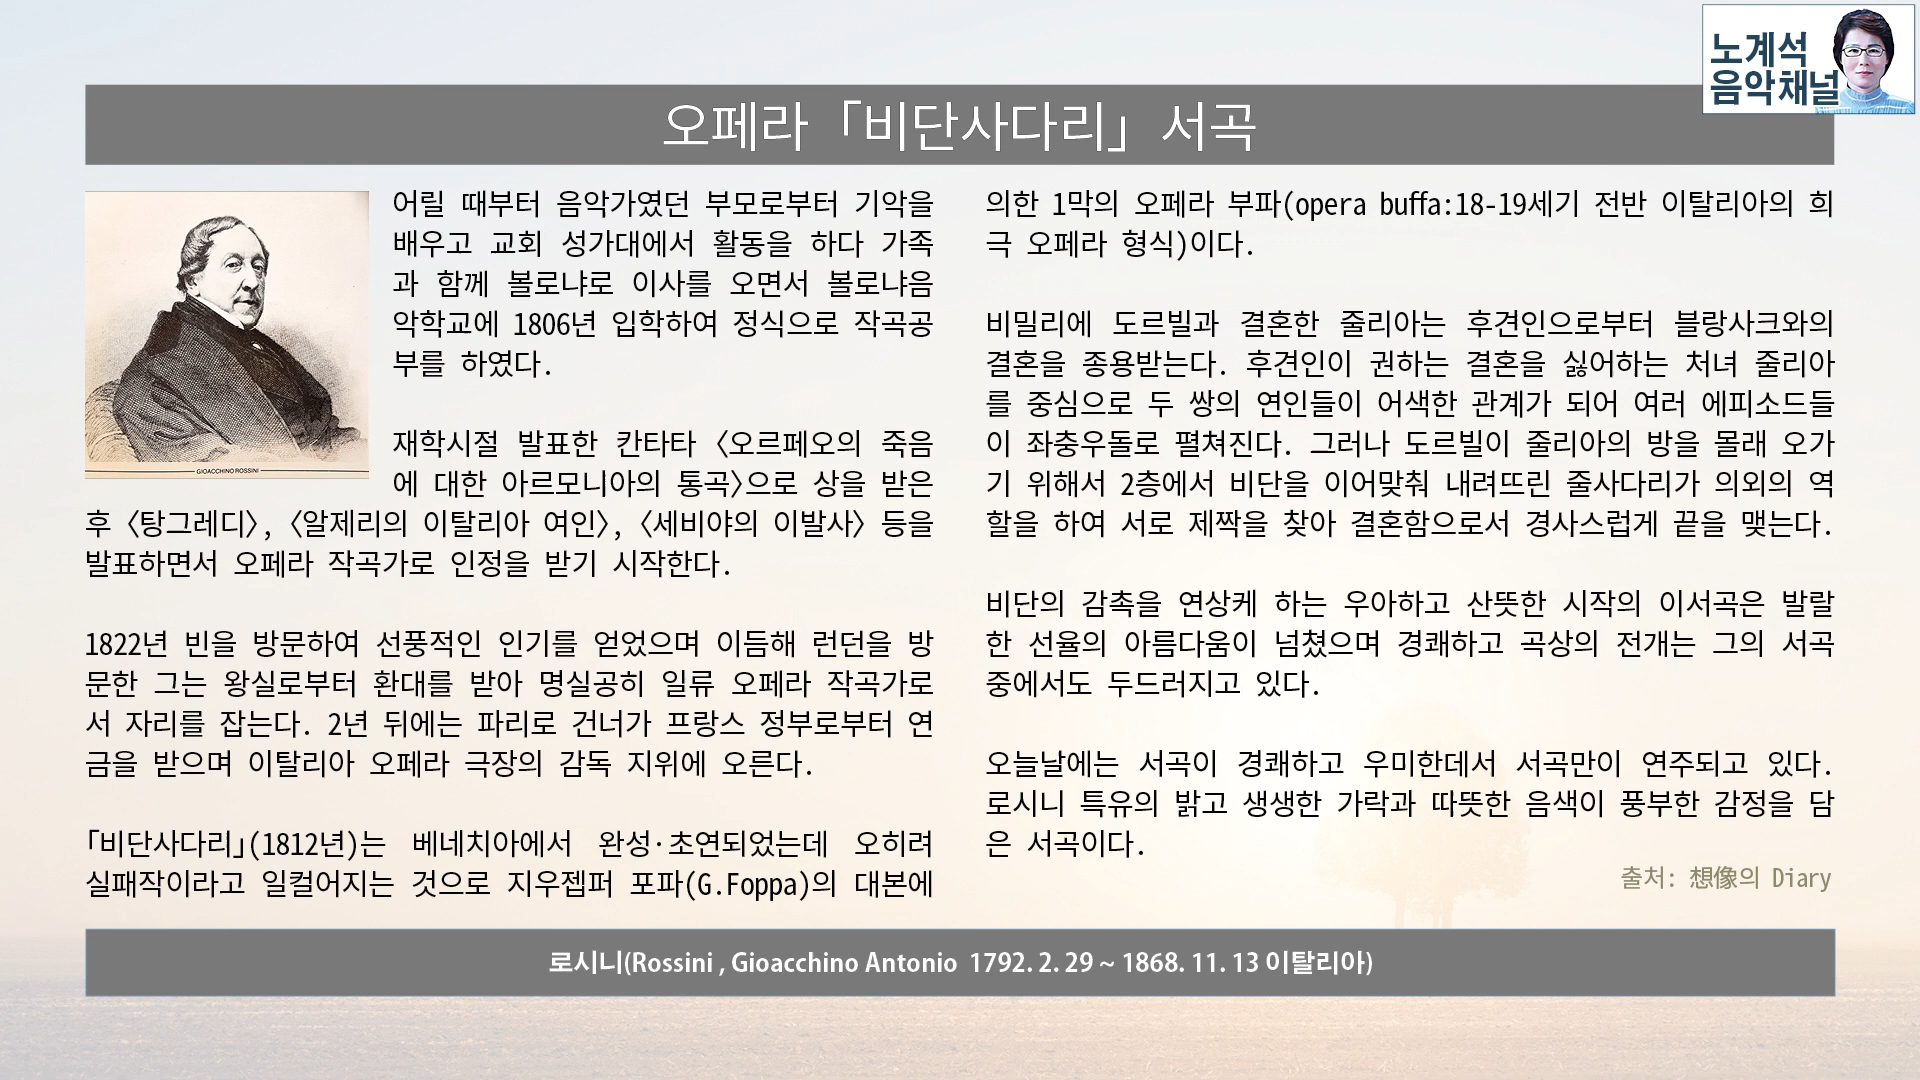 노계석
음악채널
오페라「비단사다리」서곡
어릴 때부터 음악가였던 부모로부터 기악을
배우고 교회 성가대에서 활동을 하다 가족
과 함께 볼로냐로 이사를 오면서 볼로냐음
악학교에 1806년 입학하여 정식으로 작곡공
부를 하였다.
GIOACCHINO ROSSINI
재학시절 발표한 칸타타 〈오르페오의 죽음
에 대한 아르모니아의 통곡〉으로 상을 받은
후 〈탕그레디〉, 〈알제리의 이탈리아 여인〉, 〈세비야의 이발사〉 등을
발표하면서 오페라 작곡가로 인정을 받기 시작한다.
1822년 빈을 방문하여 선풍적인 인기를 얻었으며 이듬해 런던을 방
문한 그는 왕실로부터 환대를 받아 명실공히 일류 오페라 작곡가로
서 자리를 잡는다. 2년 뒤에는 파리로 건너가 프랑스 정부로부터 연
금을 받으며 이탈리아 오페라 극장의 감독 지위에 오른다.
「비단사다리」(1812년)는 베네치아에서 완성·초연되었는데 오히려
실패작이라고 일컬어지는 것으로 지우젭퍼 포파(G.Foppa)의 대본에
의한 1막의 오페라 부파(opera buffa:18-19세기 전반 이탈리아의 희
극 오페라 형식)이다.
비밀리에 도르빌과 결혼한 줄리아는 후견인으로부터 블랑사크와의
결혼을 종용받는다. 후견인이 권하는 결혼을 싫어하는 처녀 줄리아
를 중심으로 두 쌍의 연인들이 어색한 관계가 되어 여러 에피소드들
이 좌충우돌로 펼쳐진다. 그러나 도르빌이 줄리아의 방을 몰래 오가
기 위해서 2층에서 비단을 이어맞춰 내려뜨린 줄사다리가 의외의 역
할을 하여 서로 제짝을 찾아 결혼함으로서 경사스럽게 끝을 맺는다.
비단의 감촉을 연상케 하는 우아하고 산뜻한 시작의 이서곡은 발랄
한 선율의 아름다움이 넘쳤으며 경쾌하고 곡상의 전개는 그의 서곡
중에서도 두드러지고 있다.
오늘날에는 서곡이 경쾌하고 우미한데서 서곡만이 연주되고 있다.
로시니 특유의 밝고 생생한 가락과 따뜻한 음색이 풍부한 감정을 담
은 서곡이다.
출처: 想像의 Diary
로시니(Rossini , Gioacchino Antonio 1792. 2. 29 ~ 1868. 11. 13 이탈리아)